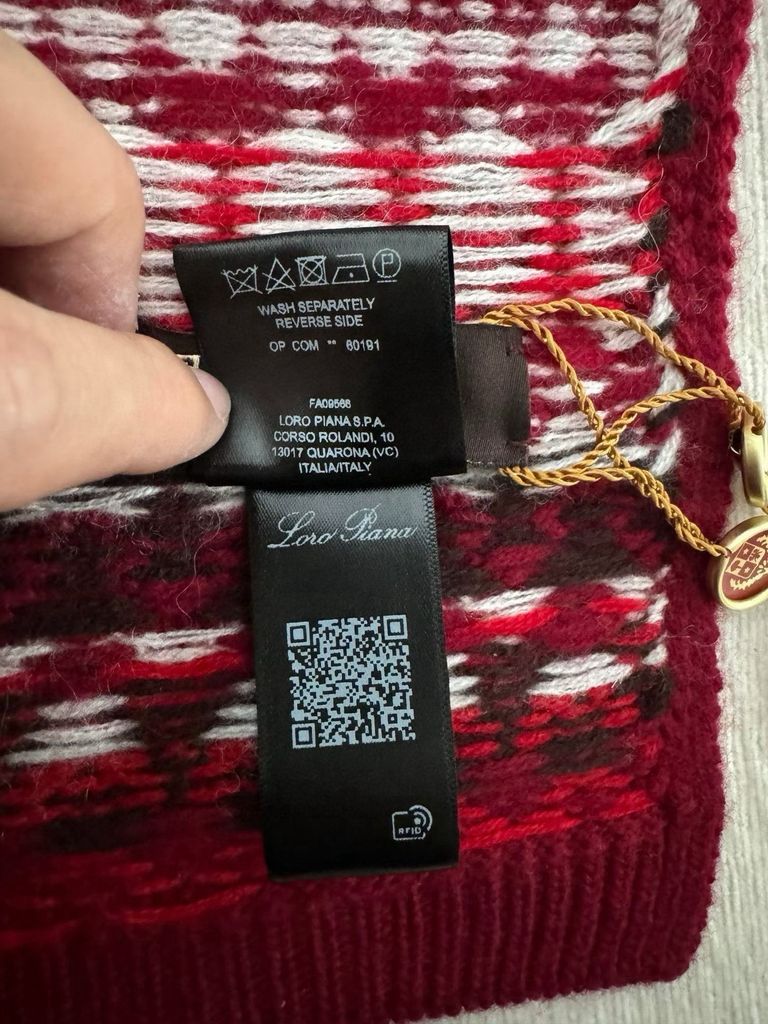 WASH SEPARATELY
REVERSE SIDE
OP COM ** 60191
FA09566
LORO PIANA S.P.A.
CORSO ROLANDI, 10
13017 QUARONA (VC)
ITALIA/ITALY
Loro Piana
RFID